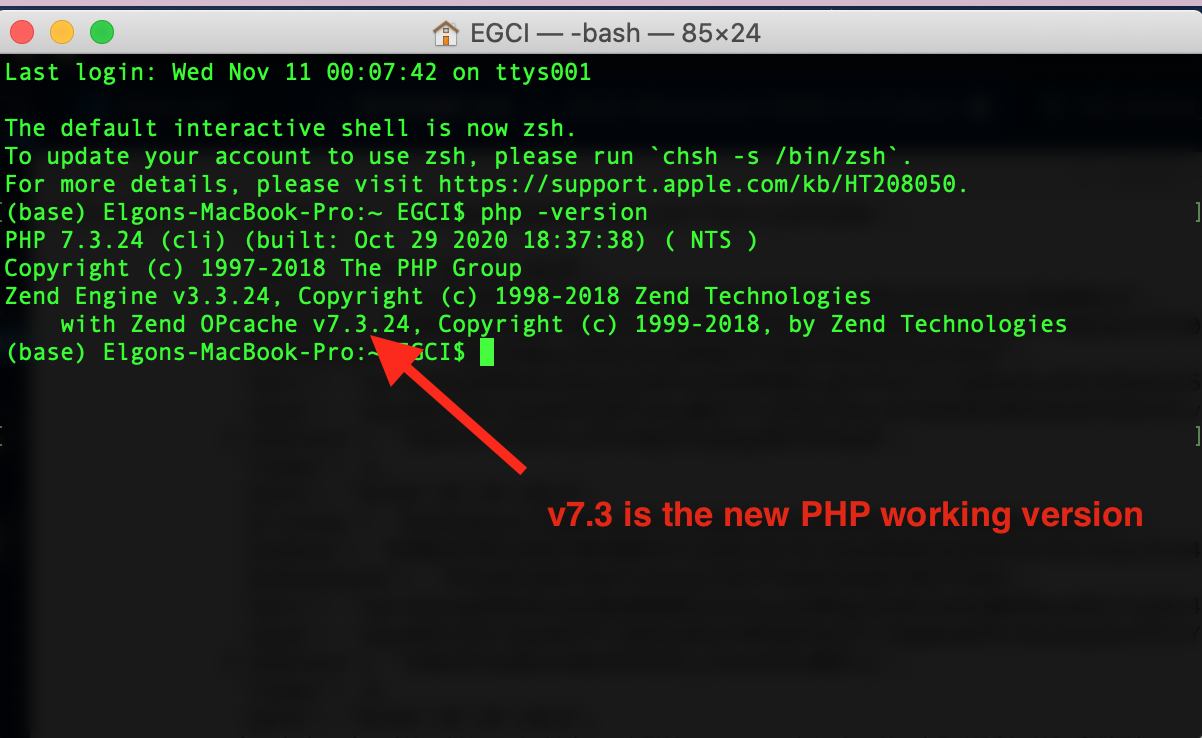 EGCI — -bash — 85×24
Last login: Wed Nov 11 00:07:42 on ttys001
The default interactive shell is now zsh.
To update your account to use zsh, please run `chsh -s /bin/zsh`.
For more details, please visit https://support.apple.com/kb/HT208050.
[(base) Elgons-MacBook-Pro:~ EGCI$ php -version ]
PHP 7.3.24 (cli) (built: Oct 29 2020 18:37:38) ( NTS )
Copyright (c) 1997-2018 The PHP Group
Zend Engine v3.3.24, Copyright (c) 1998-2018 Zend Technologies
    with Zend OPcache v7.3.24, Copyright (c) 1999-2018, by Zend Technologies
(base) Elgons-MacBook-Pro:~ EGCI$
[ ]
v7.3 is the new PHP working version